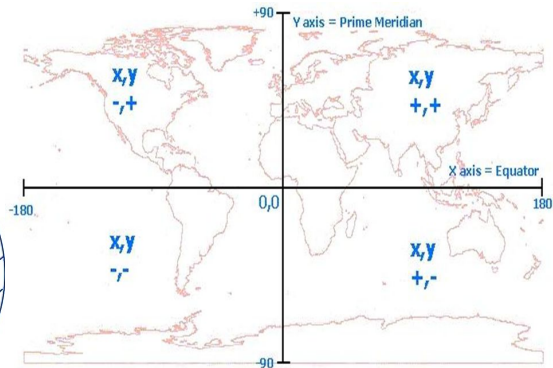 +90
Y axis = Prime Meridian
x,y
-,+
x,y
+,+
X axis = Equator
-180
0,0
180
x,y
-,-
x,y
+,-
-90